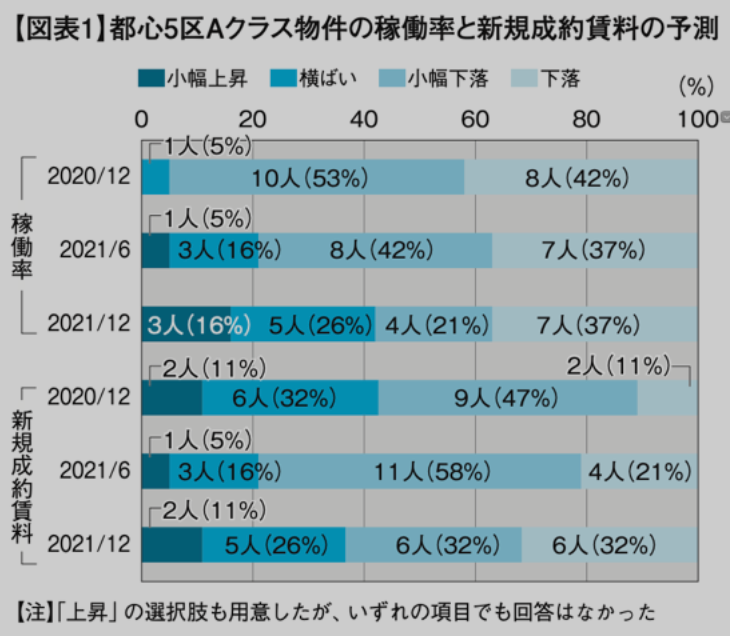 【図表1】都心5区Aクラス物件の稼働率と新規成約賃料の予測
小幅上昇 横ばい 小幅下落 下落
(%)
0 20 40 60 80 100
稼働率
1人(5%)
2020/12 10人(53%) 8人(42%)
1人(5%)
2021/6 3人(16%) 8人(42%) 7人(37%)
2021/12 3人(16%) 5人(26%) 4人(21%) 7人(37%)
新規成約賃料
2人(11%) 2人(11%)
2020/12 6人(32%) 9人(47%)
1人(5%)
2021/6 3人(16%) 11人(58%) 4人(21%)
2人(11%)
2021/12 5人(26%) 6人(32%) 6人(32%)
【注】「上昇」の選択肢も用意したが、いずれの項目でも回答はなかった